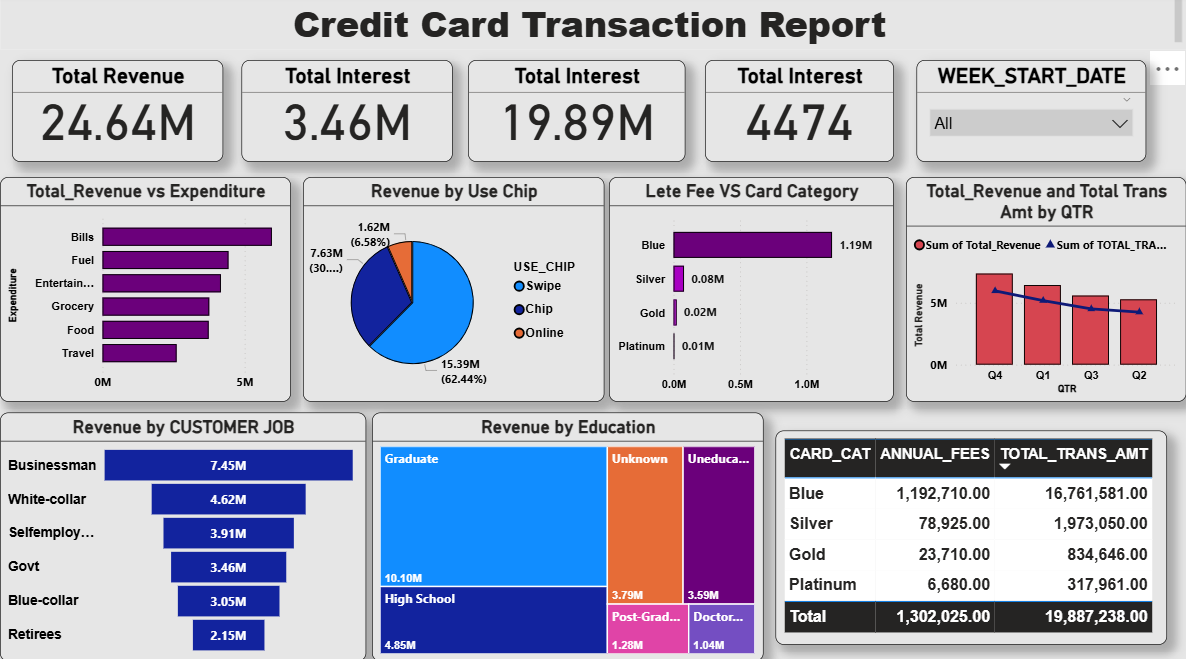 Credit Card Transaction Report
Total Revenue
24.64M
Total Interest
3.46M
Total Interest
19.89M
Total Interest
4474
WEEK_START_DATE
All
Total_Revenue vs Expenditure
Expenditure
Bills
Fuel
Entertain...
Grocery
Food
Travel
0M
5M
Revenue by Use Chip
1.62M
(6.58%)
7.63M
(30....)
15.39M
(62.44%)
USE_CHIP
Swipe
Chip
Online
Lete Fee VS Card Category
Blue
1.19M
Silver
0.08M
Gold
0.02M
Platinum
0.01M
0.0M
0.5M
1.0M
Total_Revenue and Total Trans
Amt by QTR
Sum of Total_Revenue
Sum of TOTAL_TRA...
Total Revenue
5M
0M
Q4
Q1
Q3
Q2
QTR
Revenue by CUSTOMER JOB
Businessman
7.45M
White-collar
4.62M
Selfemploy...
3.91M
Govt
3.46M
Blue-collar
3.05M
Retirees
2.15M
Revenue by Education
Graduate
10.10M
High School
4.85M
Unknown
3.79M
Uneduca...
3.59M
Post-Grad...
1.28M
Doctor...
1.04M
CARD_CAT ANNUAL_FEES TOTAL_TRANS_AMT
Blue 1,192,710.00 16,761,581.00
Silver 78,925.00 1,973,050.00
Gold 23,710.00 834,646.00
Platinum 6,680.00 317,961.00
Total 1,302,025.00 19,887,238.00